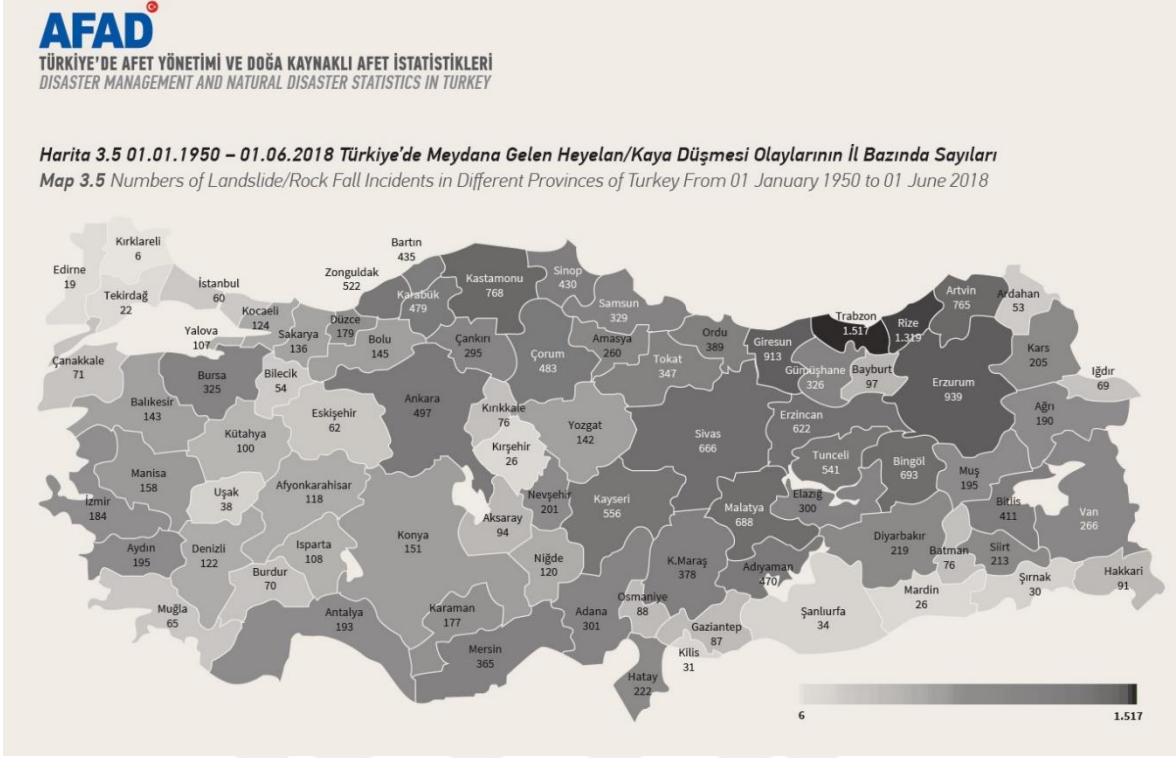 AFAD
TÜRKİYE'DE AFET YÖNETİMİ VE DOĞA KAYNAKLI AFET İSTATİSTİKLERİ
DISASTER MANAGEMENT AND NATURAL DISASTER STATISTICS IN TURKEY
Harita 3.5 01.01.1950 – 01.06.2018 Türkiye'de Meydana Gelen Heyelan/Kaya Düşmesi Olaylarının İl Bazında Sayıları
Map 3.5 Numbers of Landslide/Rock Fall Incidents in Different Provinces of Turkey From 01 January 1950 to 01 June 2018
Kırklareli
6
Edirne
19
Tekirdağ
22
İstanbul
60
Kocaeli
124
Yalova
107
Sakarya
136
Düzce
179
Zonguldak
522
Bartın
435
Karabük
479
Kastamonu
768
Sinop
430
Samsun
329
Bolu
145
Çankırı
295
Çorum
483
Amasya
260
Tokat
347
Ordu
389
Giresun
913
Trabzon
1.517
Rize
1.319
Artvin
765
Ardahan
53
Kars
205
Iğdır
69
Gümüşhane
326
Bayburt
97
Erzurum
939
Ağrı
190
Çanakkale
71
Bursa
325
Bilecik
54
Balıkesir
143
Kütahya
100
Eskişehir
62
Ankara
497
Kırıkkale
76
Kırşehir
26
Yozgat
142
Sivas
666
Erzincan
622
Tunceli
541
Bingöl
693
Muş
195
Bitlis
411
Van
266
Manisa
158
İzmir
184
Uşak
38
Afyonkarahisar
118
Konya
151
Aksaray
94
Nevşehir
201
Kayseri
556
Malatya
688
Elazığ
300
Diyarbakır
219
Batman
76
Siirt
213
Şırnak
30
Hakkari
91
Aydın
195
Denizli
122
Isparta
108
Burdur
70
Muğla
65
Antalya
193
Karaman
177
Mersin
365
Niğde
120
Adana
301
K.Maraş
378
Osmaniye
88
Adıyaman
470
Gaziantep
87
Kilis
31
Hatay
222
Şanlıurfa
34
Mardin
26
6
1.517